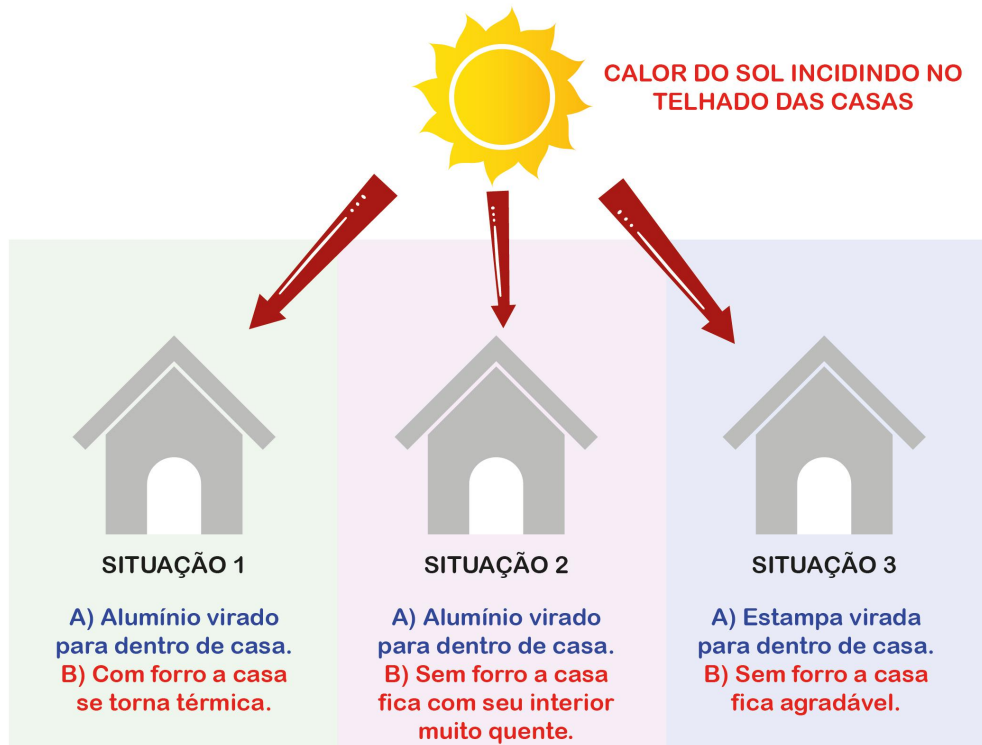 CALOR DO SOL INCIDINDO NO
TELHADO DAS CASAS
SITUAÇÃO 1
A) Alumínio virado
para dentro de casa.
B) Com forro a casa
se torna térmica.
SITUAÇÃO 2
A) Alumínio virado
para dentro de casa.
B) Sem forro a casa
fica com seu interior
muito quente.
SITUAÇÃO 3
A) Estampa virada
para dentro de casa.
B) Sem forro a casa
fica agradável.